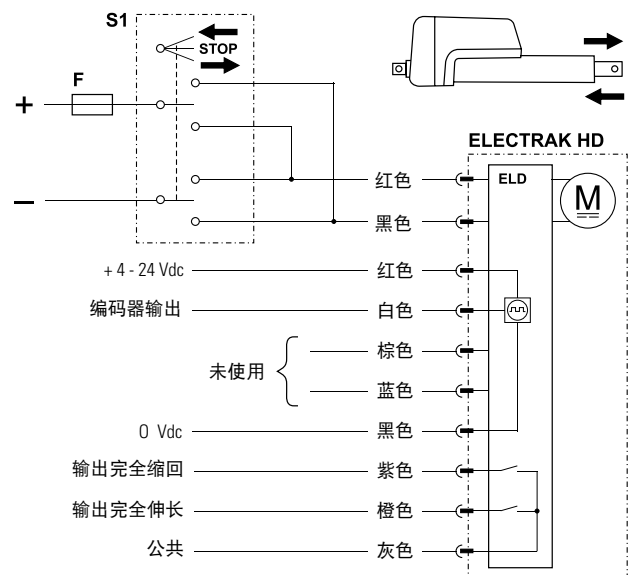 S1
STOP
F
+
−
ELECTRAK HD
红色 ELD M
黑色
+ 4 - 24 Vdc 红色
编码器输出 白色
未使用 棕色
蓝色
0 Vdc 黑色
输出完全缩回 紫色
输出完全伸长 橙色
公共 灰色